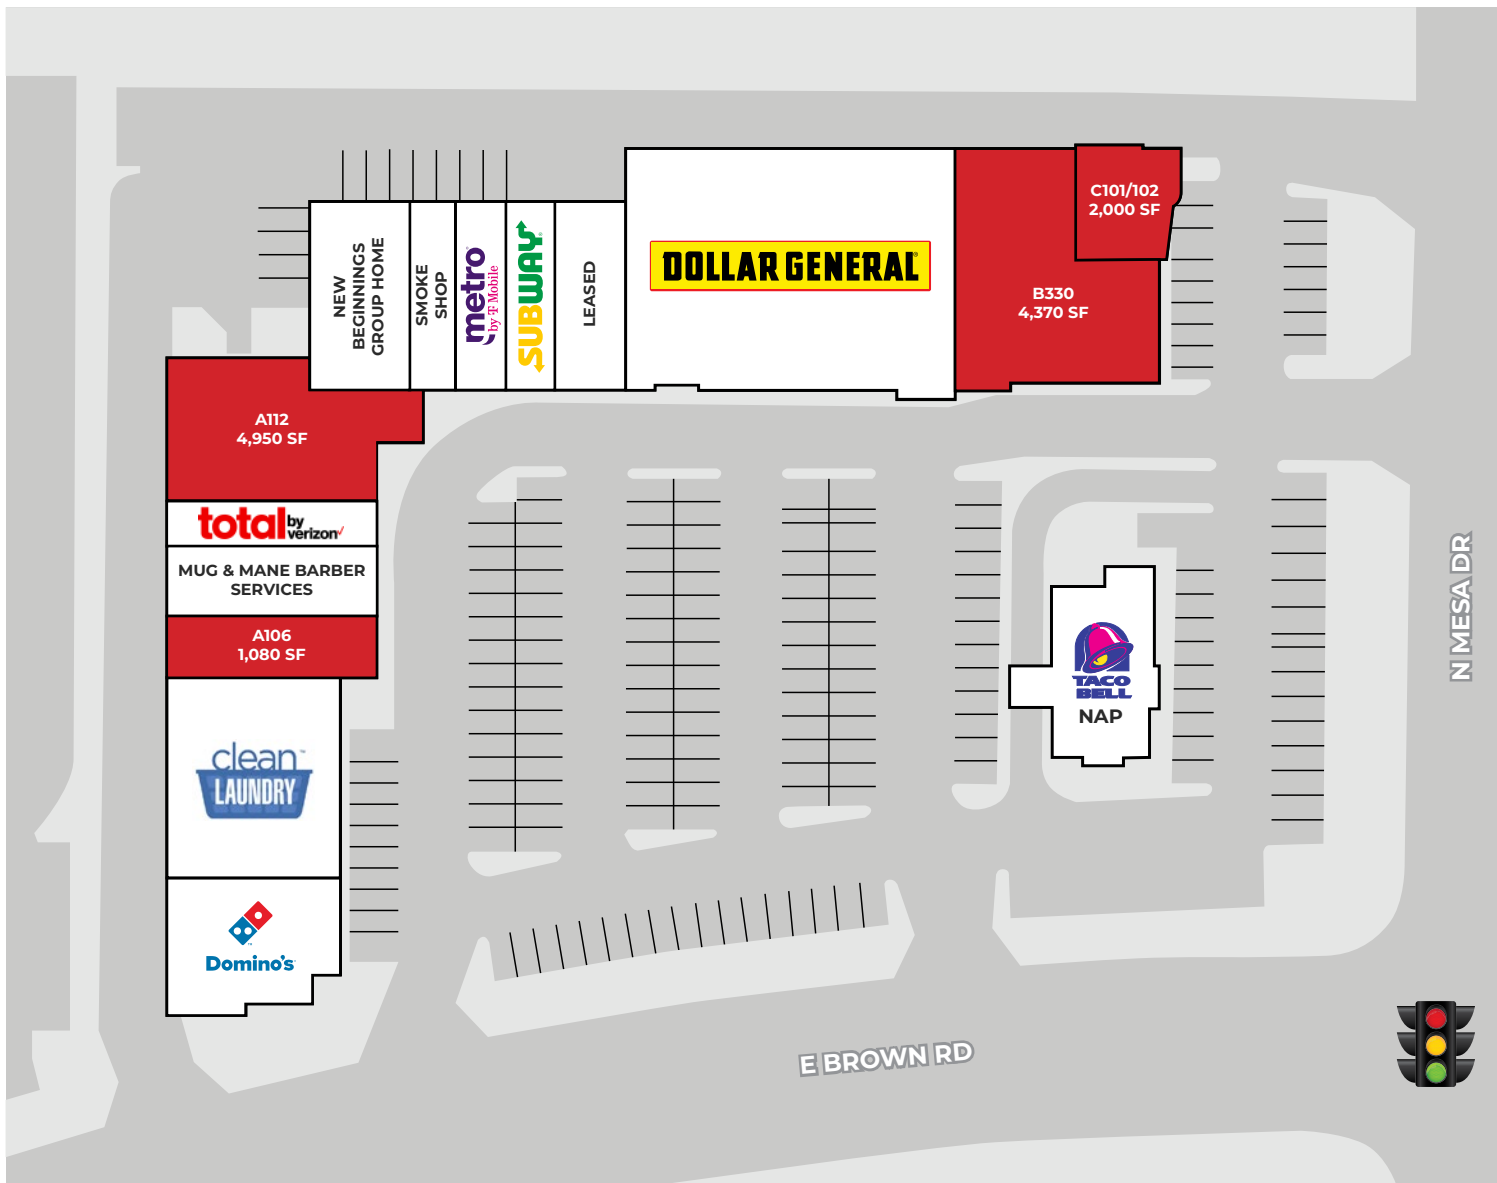 C101/102
2,000 SF
NEW
BEGINNINGS
GROUP HOME
SMOKE
SHOP
metro
by T Mobile
SUBWAY
LEASED
DOLLAR GENERAL
B330
4,370 SF
A112
4,950 SF
total by
verizon
MUG & MANE BARBER
SERVICES
A106
1,080 SF
clean
LAUNDRY
Domino's
TACO
BELL
NAP
N MESA DR
E BROWN RD